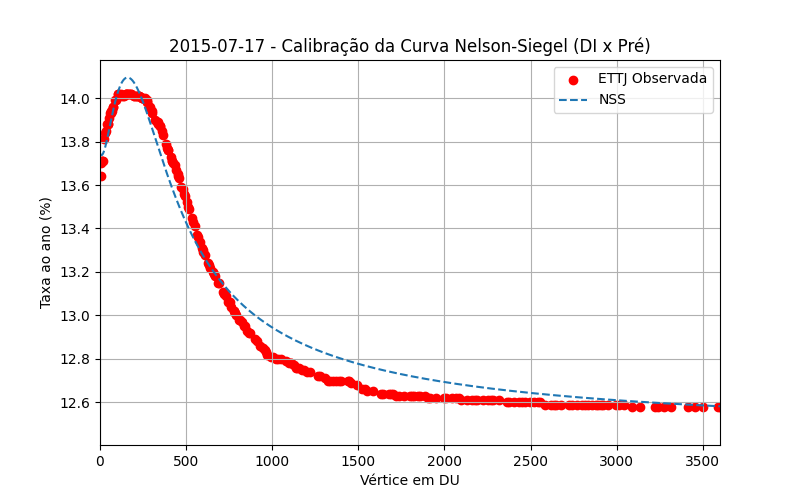 2015-07-17 - Calibração da Curva Nelson-Siegel (DI x Pré)
ETTJ Observada
NSS
Taxa ao ano (%)
14.0
13.8
13.6
13.4
13.2
13.0
12.8
12.6
0 500 1000 1500 2000 2500 3000 3500
Vértice em DU